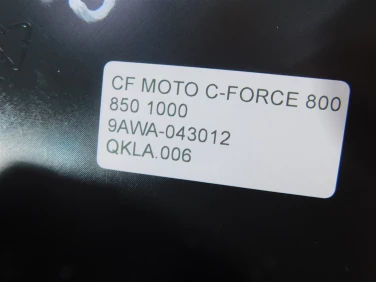 CF MOTO C-FORCE 800
850 1000
9AWA-043012
QKLA.006